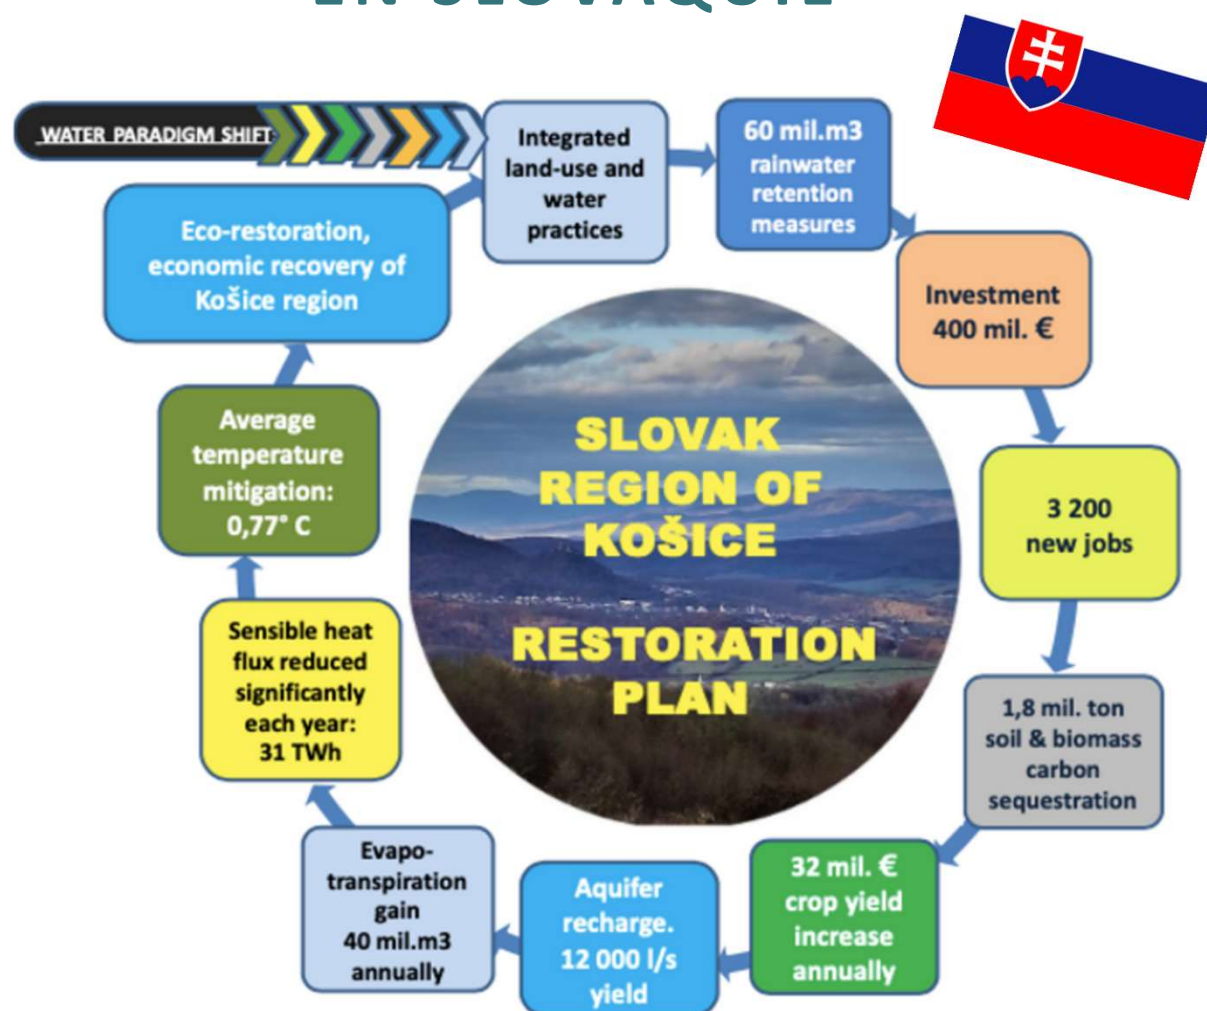 EN SLOVAQUIE
WATER PARADIGM SHIFT
Integrated
land-use and
water
practices
60 mil.m3
rainwater
retention
measures
Investment
400 mil. €
3 200
new jobs
1,8 mil. ton
soil & biomass
carbon
sequestration
32 mil. €
crop yield
increase
annually
Aquifer
recharge.
12 000 l/s
yield
Evapo-
transpiration
gain
40 mil.m3
annually
Sensible heat
flux reduced
significantly
each year:
31 TWh
Average
temperature
mitigation:
0,77° C
Eco-restoration,
economic recovery of
Košice region
SLOVAK
REGION OF
KOŠICE
RESTORATION
PLAN